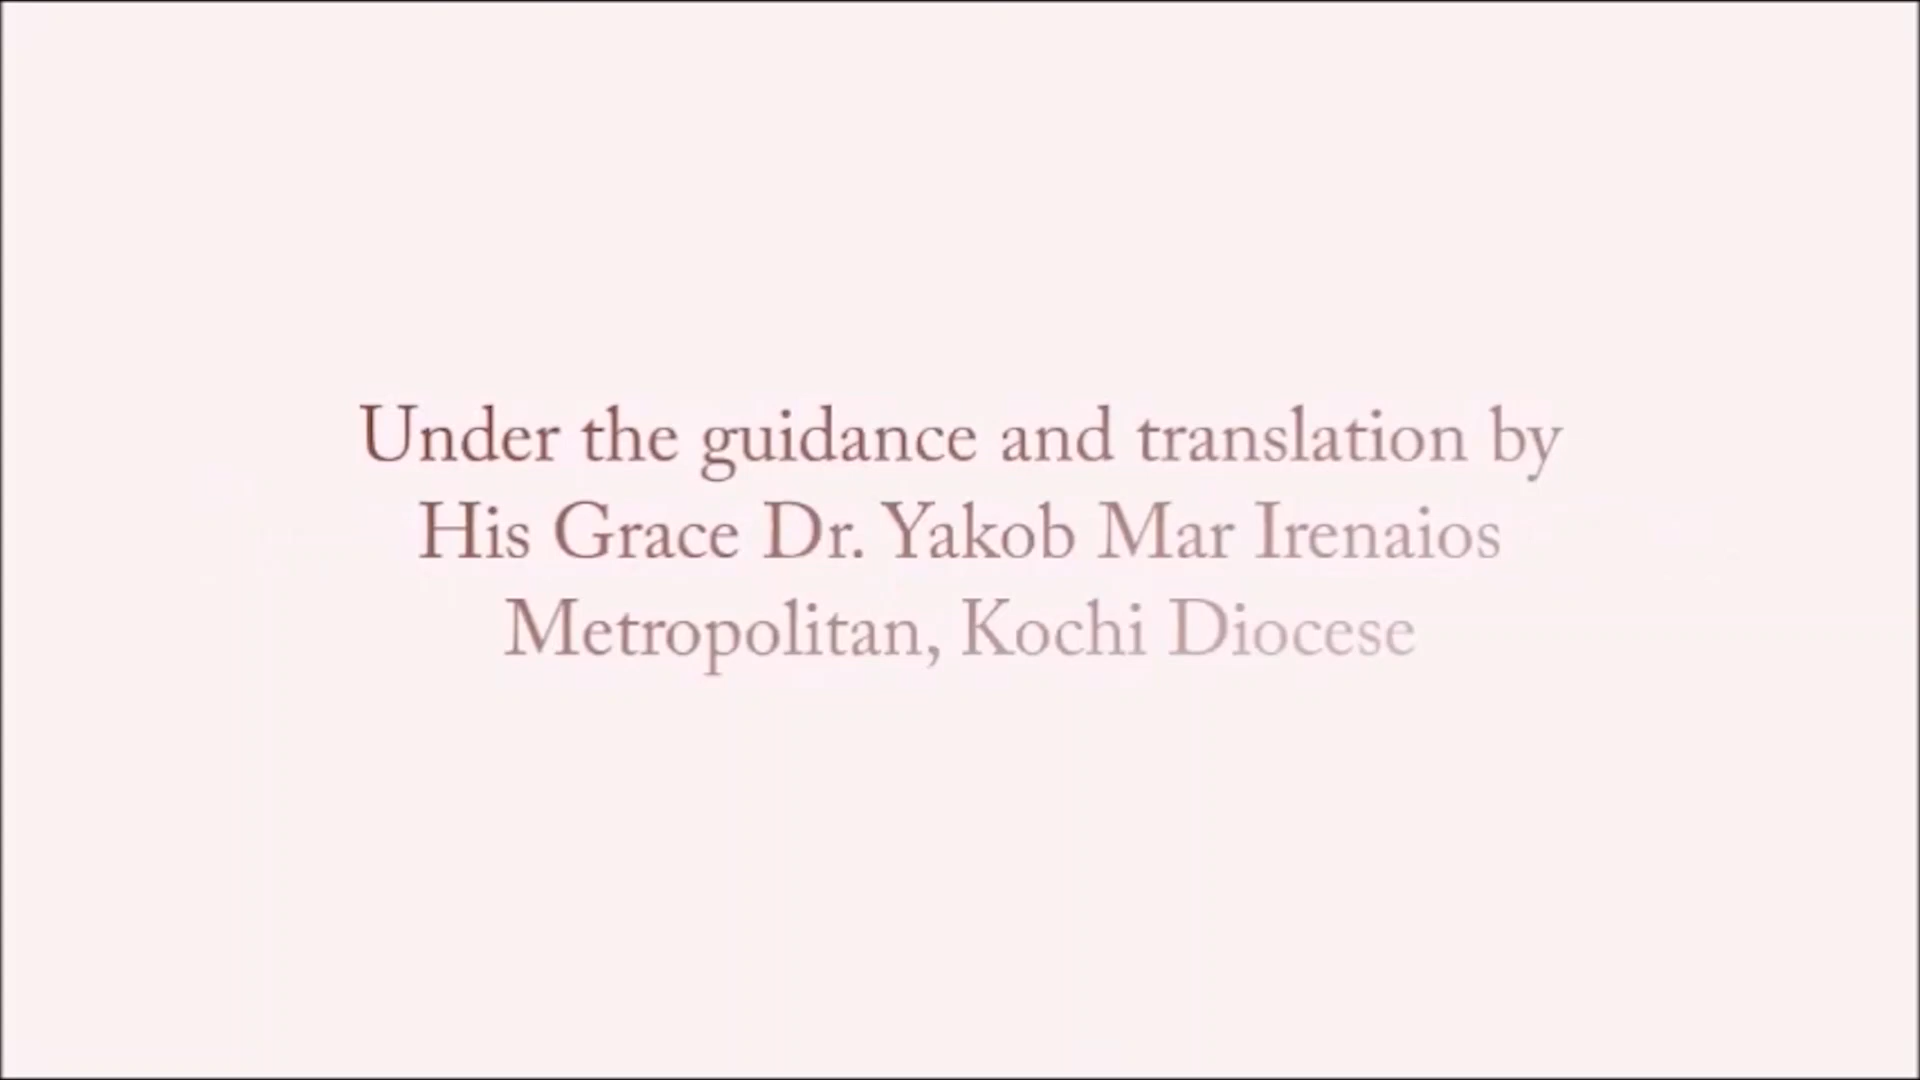 Under the guidance and translation by
His Grace Dr. Yakob Mar Irenaios
Metropolitan, Kochi Diocese